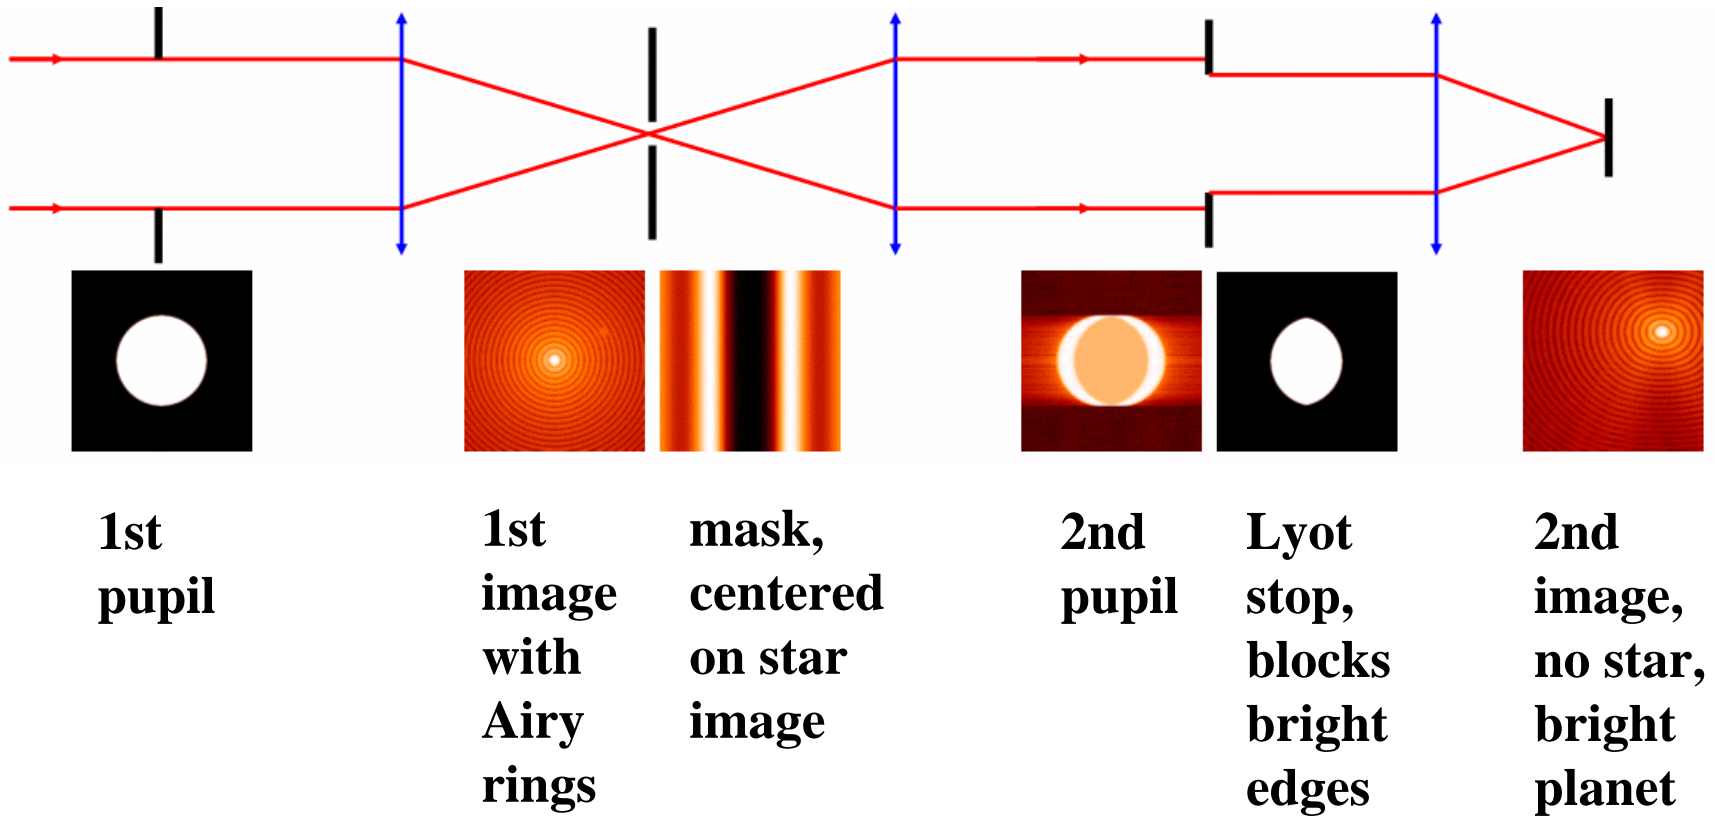 1st
pupil
1st
image
with
Airy
rings
mask,
centered
on star
image
2nd
pupil
Lyot
stop,
blocks
bright
edges
2nd
image,
no star,
bright
planet